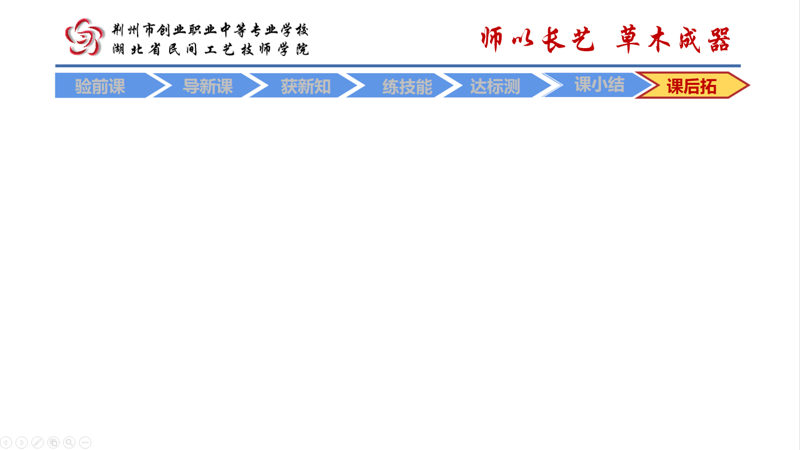 荆州市创业职业中等专业学校
湖北省民间工艺技师学院
师以长艺 草木成器
验前课 导新课 获新知 练技能 达标测 课小结 课后拓